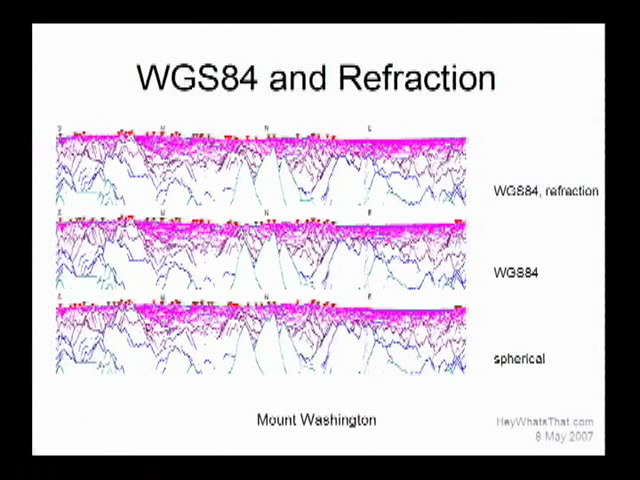 WGS84 and Refraction
WGS84, refraction
WGS84
spherical
Mount Washington
HeyWhatsThat.com
8 May 2007